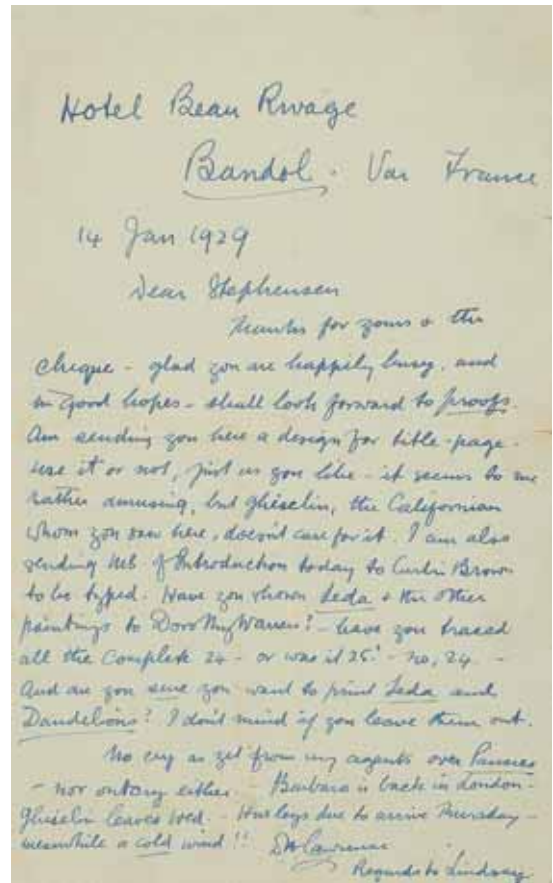 Hotel Beau Rivage
Bandol. Var France
14 Jan 1929
Dear Stephensen
Thanks for yours & the
cheque - glad you are happily busy, and
in good hopes - shall look forward to proofs.
Am sending you here a design for title-page -
use it or not, just as you like - it seems to me
rather amusing, but Ghiselin, the Californian
whom you saw here, doesn't care for it. I am also
sending MS of Introduction today to Curtis Brown
to be typed. Have you shown Leda & the other
paintings to Dorothy Warren? - have you traced
all the complete 24 - or was it 25? - no, 24. -
And are you sure you want to print Leda and
Dandelions? I don't mind if you leave them out.
No cry as yet from my agents over Pansies
- nor outcry either. Barbara is back in London -
Ghiselin leaves Wed. - Huxleys due to arrive Thursday -
meanwhile a cold wind!! DH Lawrence
Regards to Lindsay